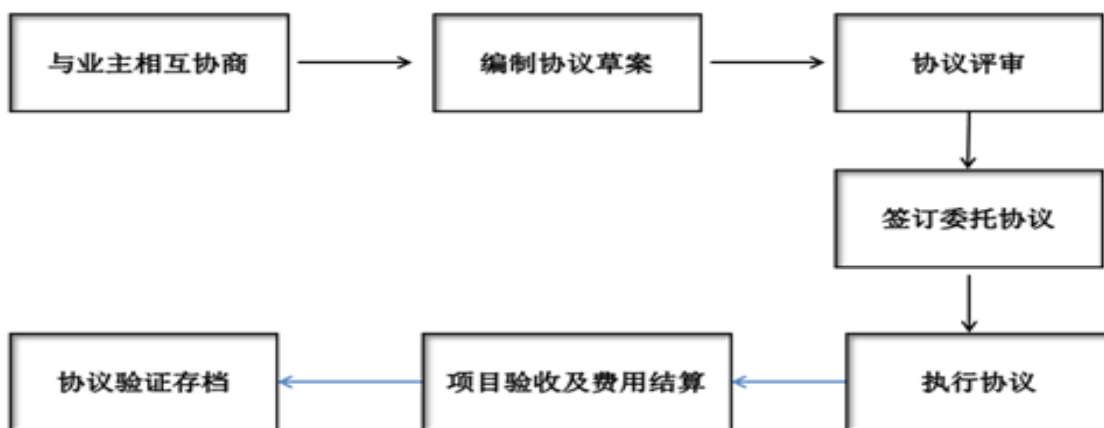 与业主相互协商
编制协议草案
协议评审
签订委托协议
执行协议
项目验收及费用结算
协议验证存档